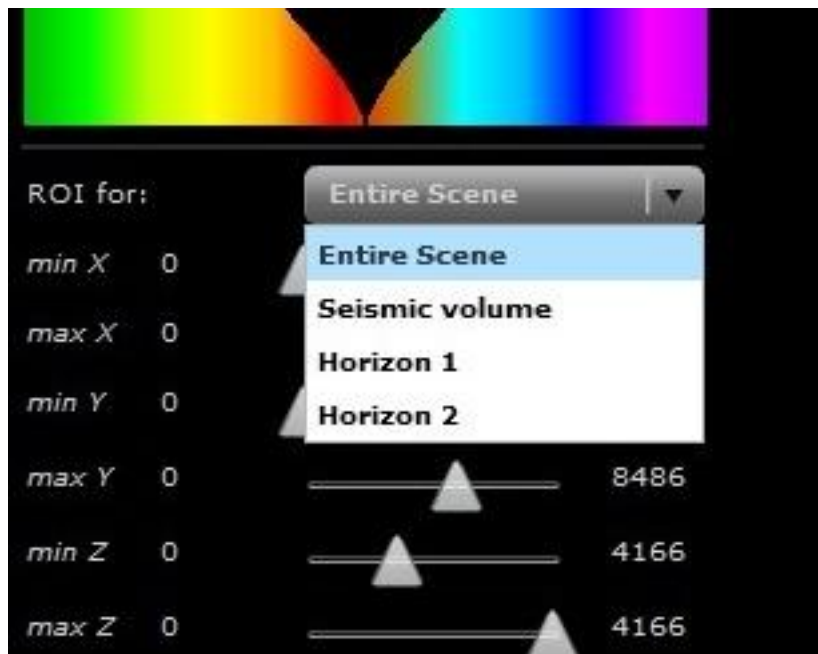 ROI for: Entire Scene
Entire Scene
min X 0
Seismic volume
max X 0
Horizon 1
min Y 0
Horizon 2
max Y 0 8486
min Z 0 4166
max Z 0 4166